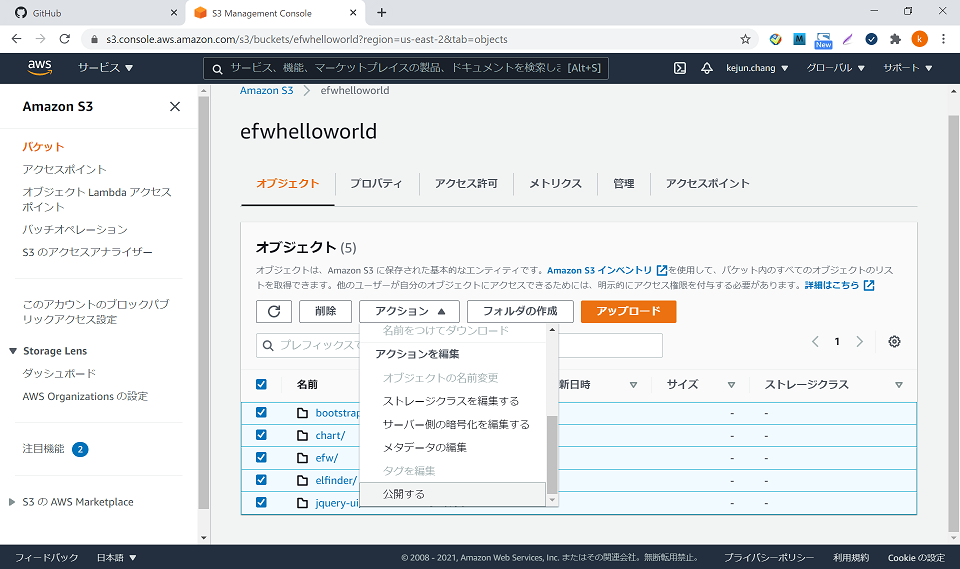 GitHub
S3 Management Console
s3.console.aws.amazon.com/s3/buckets/efwhelloworld?region=us-east-2&tab=objects
New
k
aws
サービス
サービス、機能、マーケットプレイスの製品、ドキュメントを検索しま [Alt+S]
kejun.chang
グローバル
サポート
Amazon S3
バケット
アクセスポイント
オブジェクト Lambda アクセス
ポイント
バッチオペレーション
S3 のアクセスアナライザー
このアカウントのブロックパブ
リックアクセス設定
Storage Lens
ダッシュボード
AWS Organizations の設定
注目機能 2
S3 の AWS Marketplace
Amazon S3 efwhelloworld
efwhelloworld
オブジェクト プロパティ アクセス許可 メトリクス 管理 アクセスポイント
オブジェクト (5)
オブジェクトは、Amazon S3 に保存された基本的なエンティティです。Amazon S3 インベントリ を使用して、バケット内のすべてのオブジェクトのリス
トを取得できます。他のユーザーが自分のオブジェクトにアクセスできるためには、明示的にアクセス権限を付与する必要があります。詳細はこちら
削除 アクション フォルダの作成 アップロード
プレフィックスで
1
名前をつけてダウンロード
アクションを編集
オブジェクトの名前変更
ストレージクラスを編集する
サーバー側の暗号化を編集する
メタデータの編集
タグを編集
公開する
名前 新日時 サイズ ストレージクラス
bootstrap - -
chart/ - -
efw/ - -
elfinder/ - -
jquery-ui - -
フィードバック 日本語 © 2008 - 2021, Amazon Web Services, Inc. またはその関連会社。無断転用禁止。 プライバシーポリシー 利用規約 Cookie の設定